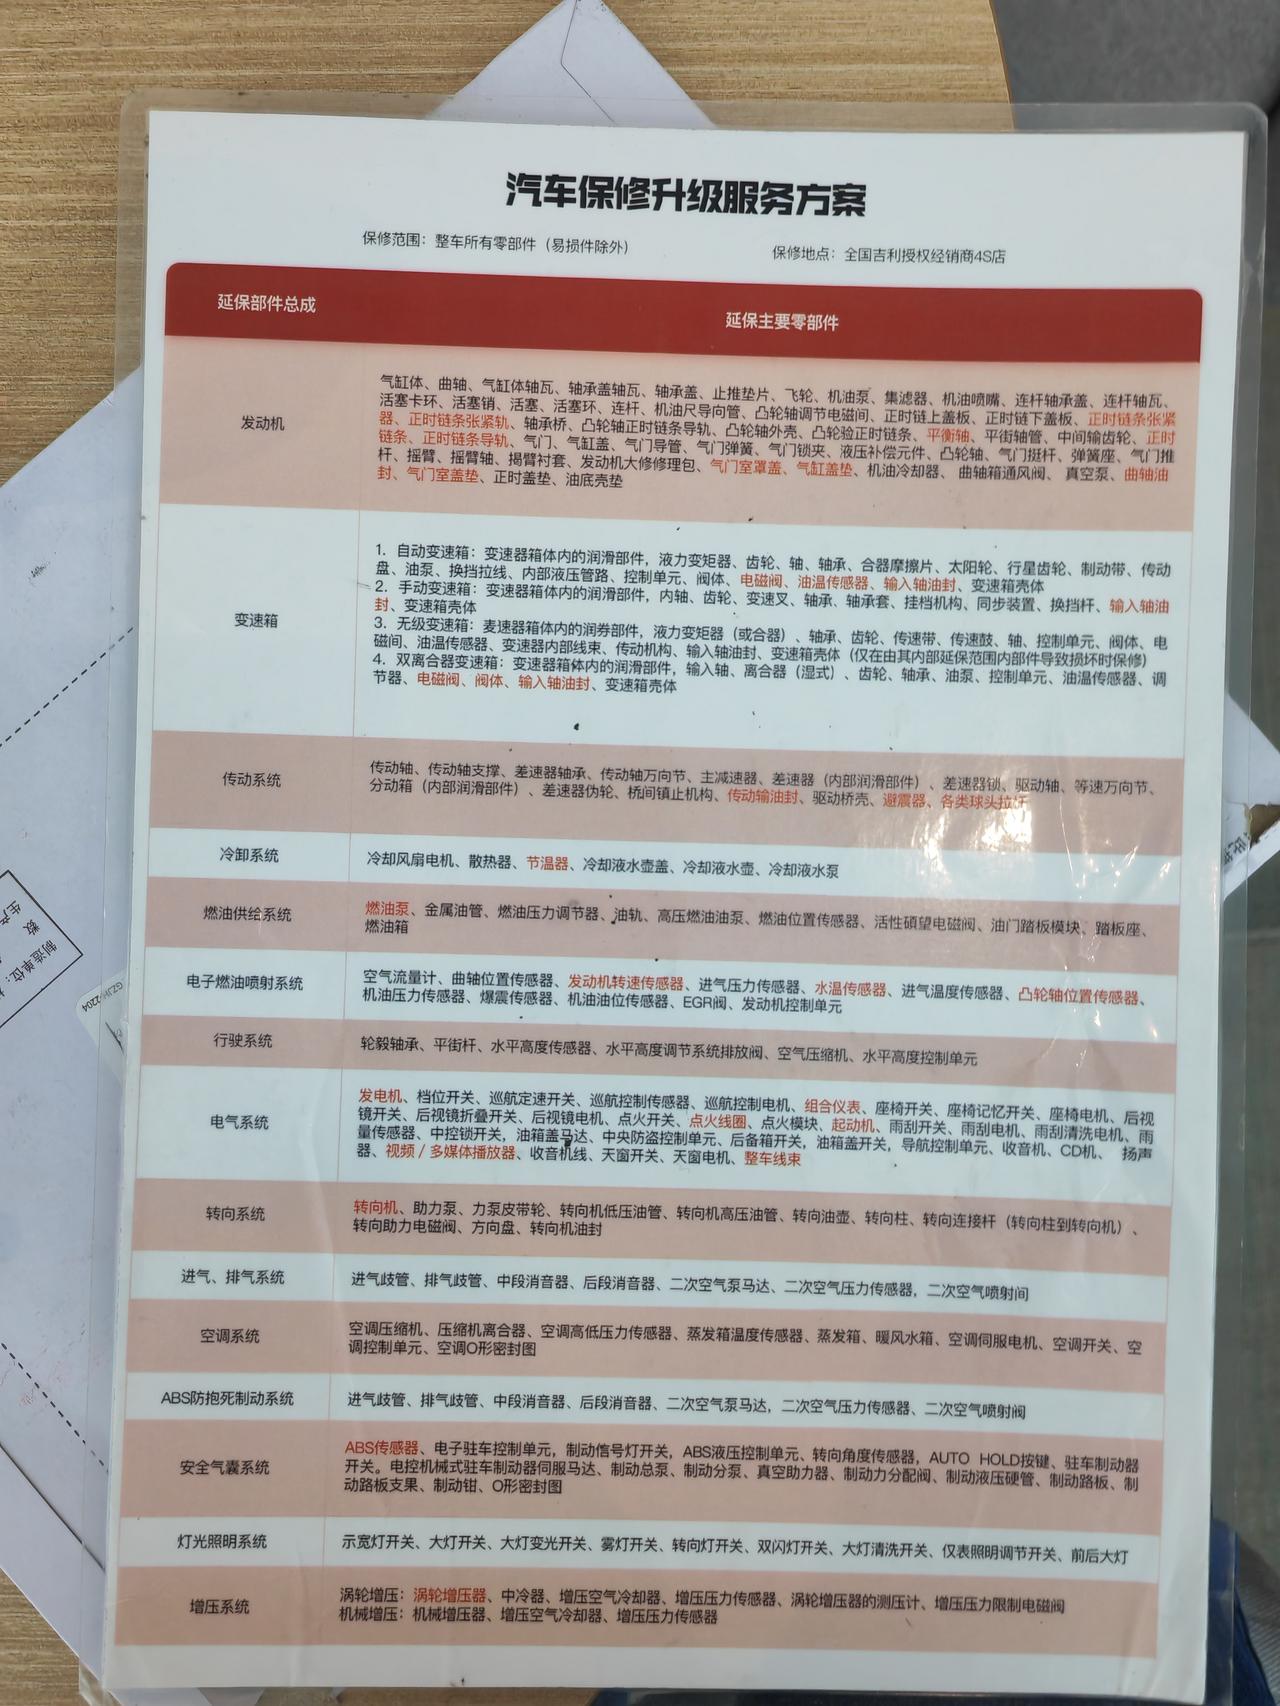 汽车保修升级服务方案
保修范围：整车所有零部件（易损件除外）
保修地点：全国吉利授权经销商4S店
延保部件总成
延保主要零部件
发动机
气缸体、曲轴、气缸体轴瓦、轴承盖轴瓦、轴承盖、止推垫片、飞轮、机油泵、集滤器、机油喷嘴、连杆轴承盖、连杆轴瓦、
活塞卡环、活塞销、活塞、活塞环、连杆、机油尺导向管、凸轮轴调节电磁间、正时链上盖板、正时链下盖板、正时链条张紧
器、正时链条张紧轨、轴承桥、凸轮轴正时链条导轨、凸轮轴外壳、凸轮验正时链条、平衡轴、平街轴管、中间输齿轮、正时
链条、正时链条导轨、气门、气缸盖、气门导管、气门弹簧、气门锁夹、液压补偿元件、凸轮轴、气门挺杆、弹簧座、气门推
杆、摇臂、摇臂轴、揭臂衬套、发动机大修修理包、气门室罩盖、气缸盖垫、机油冷却器、曲轴箱通风阀、真空泵、曲轴油
封、气门室盖垫、正时盖垫、油底壳垫
变速箱
1. 自动变速箱：变速器箱体内的润滑部件，液力变矩器、齿轮、轴、轴承、合器摩擦片、太阳轮、行星齿轮、制动带、传动
盘、油泵、换挡拉线、内部液压管路、控制单元、阀体、电磁阀、油温传感器、输入轴油封、变速箱壳体
2. 手动变速箱：变速器箱体内的润滑部件，内轴、齿轮、变速叉、轴承、轴承套、挂档机构、同步装置、换挡杆、输入轴油
封、变速箱壳体
3. 无级变速箱：麦速器箱体内的润券部件，液力变矩器（或合器）、轴承、齿轮、传速带、传速鼓、轴、控制单元、阀体、电
磁间、油温传感器、变速器内部线束、传动机构、输入轴油封、变速箱壳体（仅在由其内部延保范围内部件导致损坏时保修）
4. 双离合器变速箱：变速器箱体内的润滑部件，输入轴、离合器（湿式）、齿轮、轴承、油泵、控制单元、油温传感器、调
节器、电磁阀、阀体、输入轴油封、变速箱壳体
传动系统
传动轴、传动轴支撑、差速器轴承、传动轴万向节、主减速器、差速器（内部润滑部件）、差速器锁、驱动轴、等速万向节、
分动箱（内部润滑部件）、差速器伪轮、桥间镇止机构、传动输油封、驱动桥壳、避震器、各类球头拉杆
冷卸系统
冷却风扇电机、散热器、节温器、冷却液水壶盖、冷却液水壶、冷却液水泵
燃油供给系统
燃油泵、金属油管、燃油压力调节器、油轨、高压燃油油泵、燃油位置传感器、活性碩望电磁阀、油门踏板模块、踏板座、
燃油箱
电子燃油喷射系统
空气流量计、曲轴位置传感器、发动机转速传感器、进气压力传感器、水温传感器、进气温度传感器、凸轮轴位置传感器、
机油压力传感器、爆震传感器、机油油位传感器、EGR阀、发动机控制单元
行驶系统
轮毂轴承、平街杆、水平高度传感器、水平高度调节系统排放阀、空气压缩机、水平高度控制单元
电气系统
发电机、档位开关、巡航定速开关、巡航控制传感器、巡航控制电机、组合仪表、座椅开关、座椅记忆开关、座椅电机、后视
镜开关、后视镜折叠开关、后视镜电机、点火开关、点火线圈、点火模块、起动机、雨刮开关、雨刮电机、雨刮清洗电机、雨
量传感器、中控锁开关，油箱盖马达、中央防盗控制单元、后备箱开关，油箱盖开关，导航控制单元、收音机、CD机、扬声
器、视频 / 多媒体播放器、收音机线、天窗开关、天窗电机、整车线束
转向系统
转向机、助力泵、力泵皮带轮、转向机低压油管、转向机高压油管、转向油壶、转向柱、转向连接杆（转向柱到转向机）、
转向助力电磁阀、方向盘、转向机油封
进气、排气系统
进气歧管、排气歧管、中段消音器、后段消音器、二次空气泵马达、二次空气压力传感器，二次空气喷射间
空调系统
空调压缩机、压缩机离合器、空调高低压力传感器、蒸发箱温度传感器、蒸发箱、暖风水箱、空调伺服电机、空调开关、空
调控制单元、空调O形密封图
ABS防抱死制动系统
进气歧管、排气歧管、中段消音器、后段消音器、二次空气泵马达，二次空气压力传感器、二次空气喷射阀
安全气囊系统
ABS传感器、电子驻车控制单元，制动信号灯开关，ABS液压控制单元、转向角度传感器，AUTO HOLD按键、驻车制动器
开关。电控机械式驻车制动器伺服马达、制动总泵、制动分泵、真空助力器、制动力分配阀、制动液压硬管、制动路板、制
动路板支果、制动钳、O形密封图
灯光照明系统
示宽灯开关、大灯开关、大灯变光开关、雾灯开关、转向灯开关、双闪灯开关、大灯清洗开关、仪表照明调节开关、前后大灯
增压系统
涡轮增压：涡轮增压器、中冷器、增压空气冷却器、增压压力传感器、涡轮增压器的测压计、增压压力限制电磁阀
机械增压：机械增压器、增压空气冷却器、增压压力传感器
制造单位：
生产
数